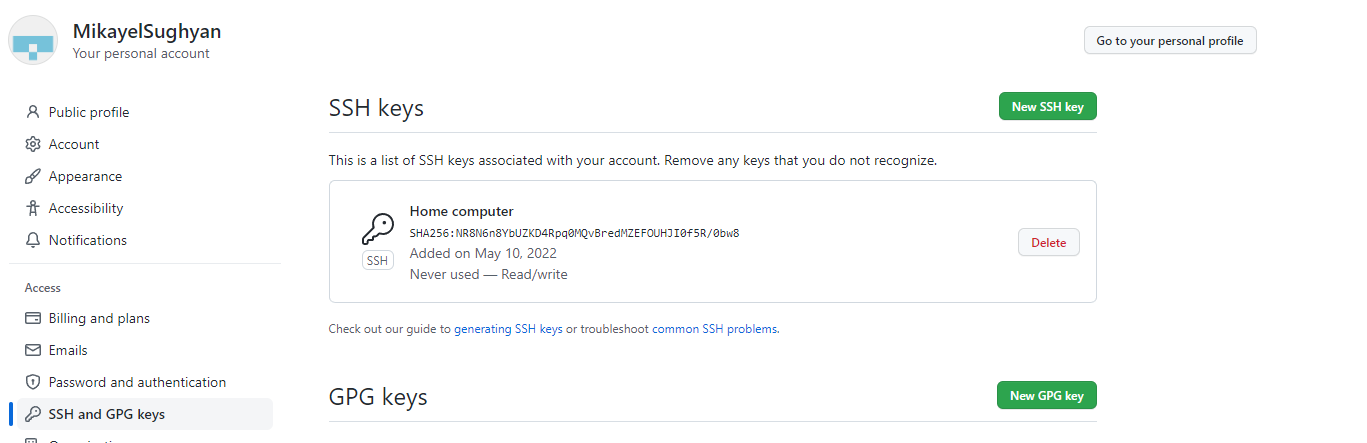 MikayelSughyan
Your personal account
Go to your personal profile
Public profile
Account
Appearance
Accessibility
Notifications
Access
Billing and plans
Emails
Password and authentication
SSH and GPG keys
SSH keys
New SSH key
This is a list of SSH keys associated with your account. Remove any keys that you do not recognize.
Home computer
SHA256:NR8N6n8YbUZKD4Rpq0MQvBredMZEFOUHJI0f5R/0bw8
SSH
Added on May 10, 2022
Never used — Read/write
Delete
Check out our guide to generating SSH keys or troubleshoot common SSH problems.
GPG keys
New GPG key